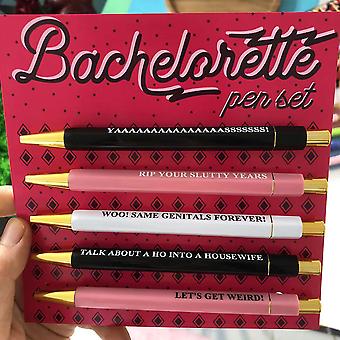 Bachelorette
pen set
YAAAAAAAAAAAAAAAASSSSSSS!
RIP YOUR SLUTTY YEARS
WOO! SAME GENITALS FOREVER!
TALK ABOUT A HO INTO A HOUSEWIFE
LET'S GET WEIRD!